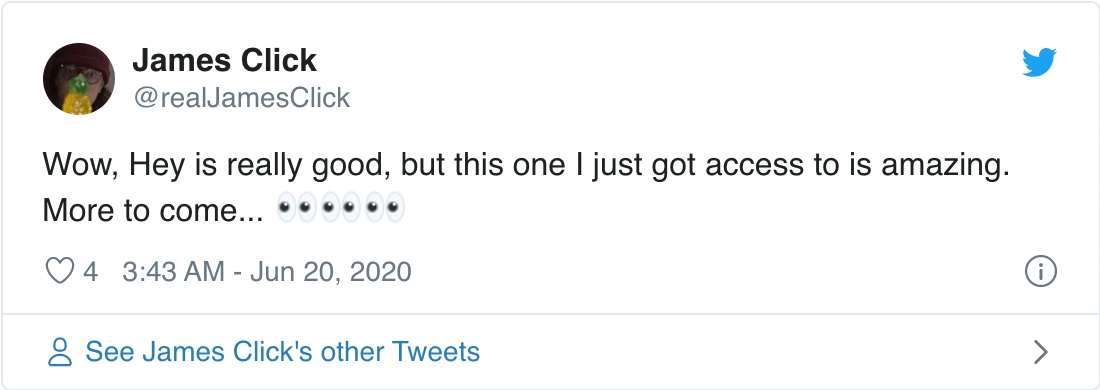 James Click
@realJamesClick
Wow, Hey is really good, but this one I just got access to is amazing.
More to come... 👀👀👀
4 3:43 AM - Jun 20, 2020
See James Click's other Tweets